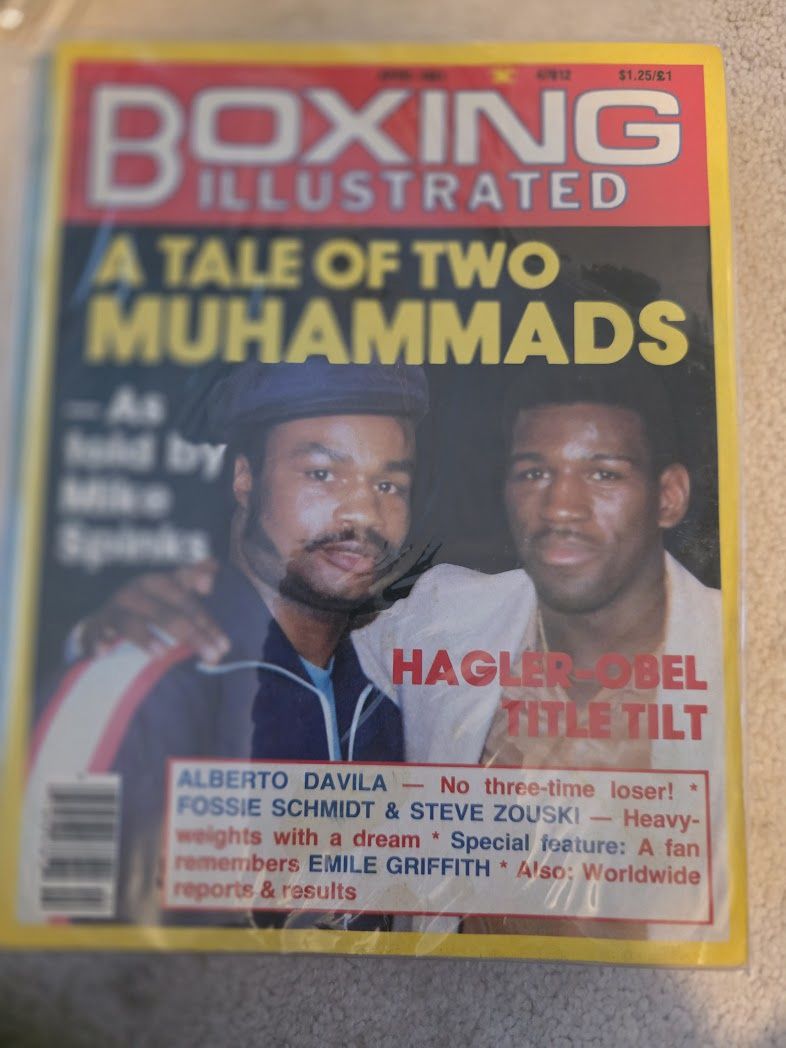 $1.25/£1
BOXING
ILLUSTRATED
A TALE OF TWO
MUHAMMADS
— As
told by
Mike
Spinks
HAGLER-OBEL
TITLE TILT
ALBERTO DAVILA — No three-time loser! *
FOSSIE SCHMIDT & STEVE ZOUSKI — Heavy-
weights with a dream * Special feature: A fan
remembers EMILE GRIFFITH * Also: Worldwide
reports & results